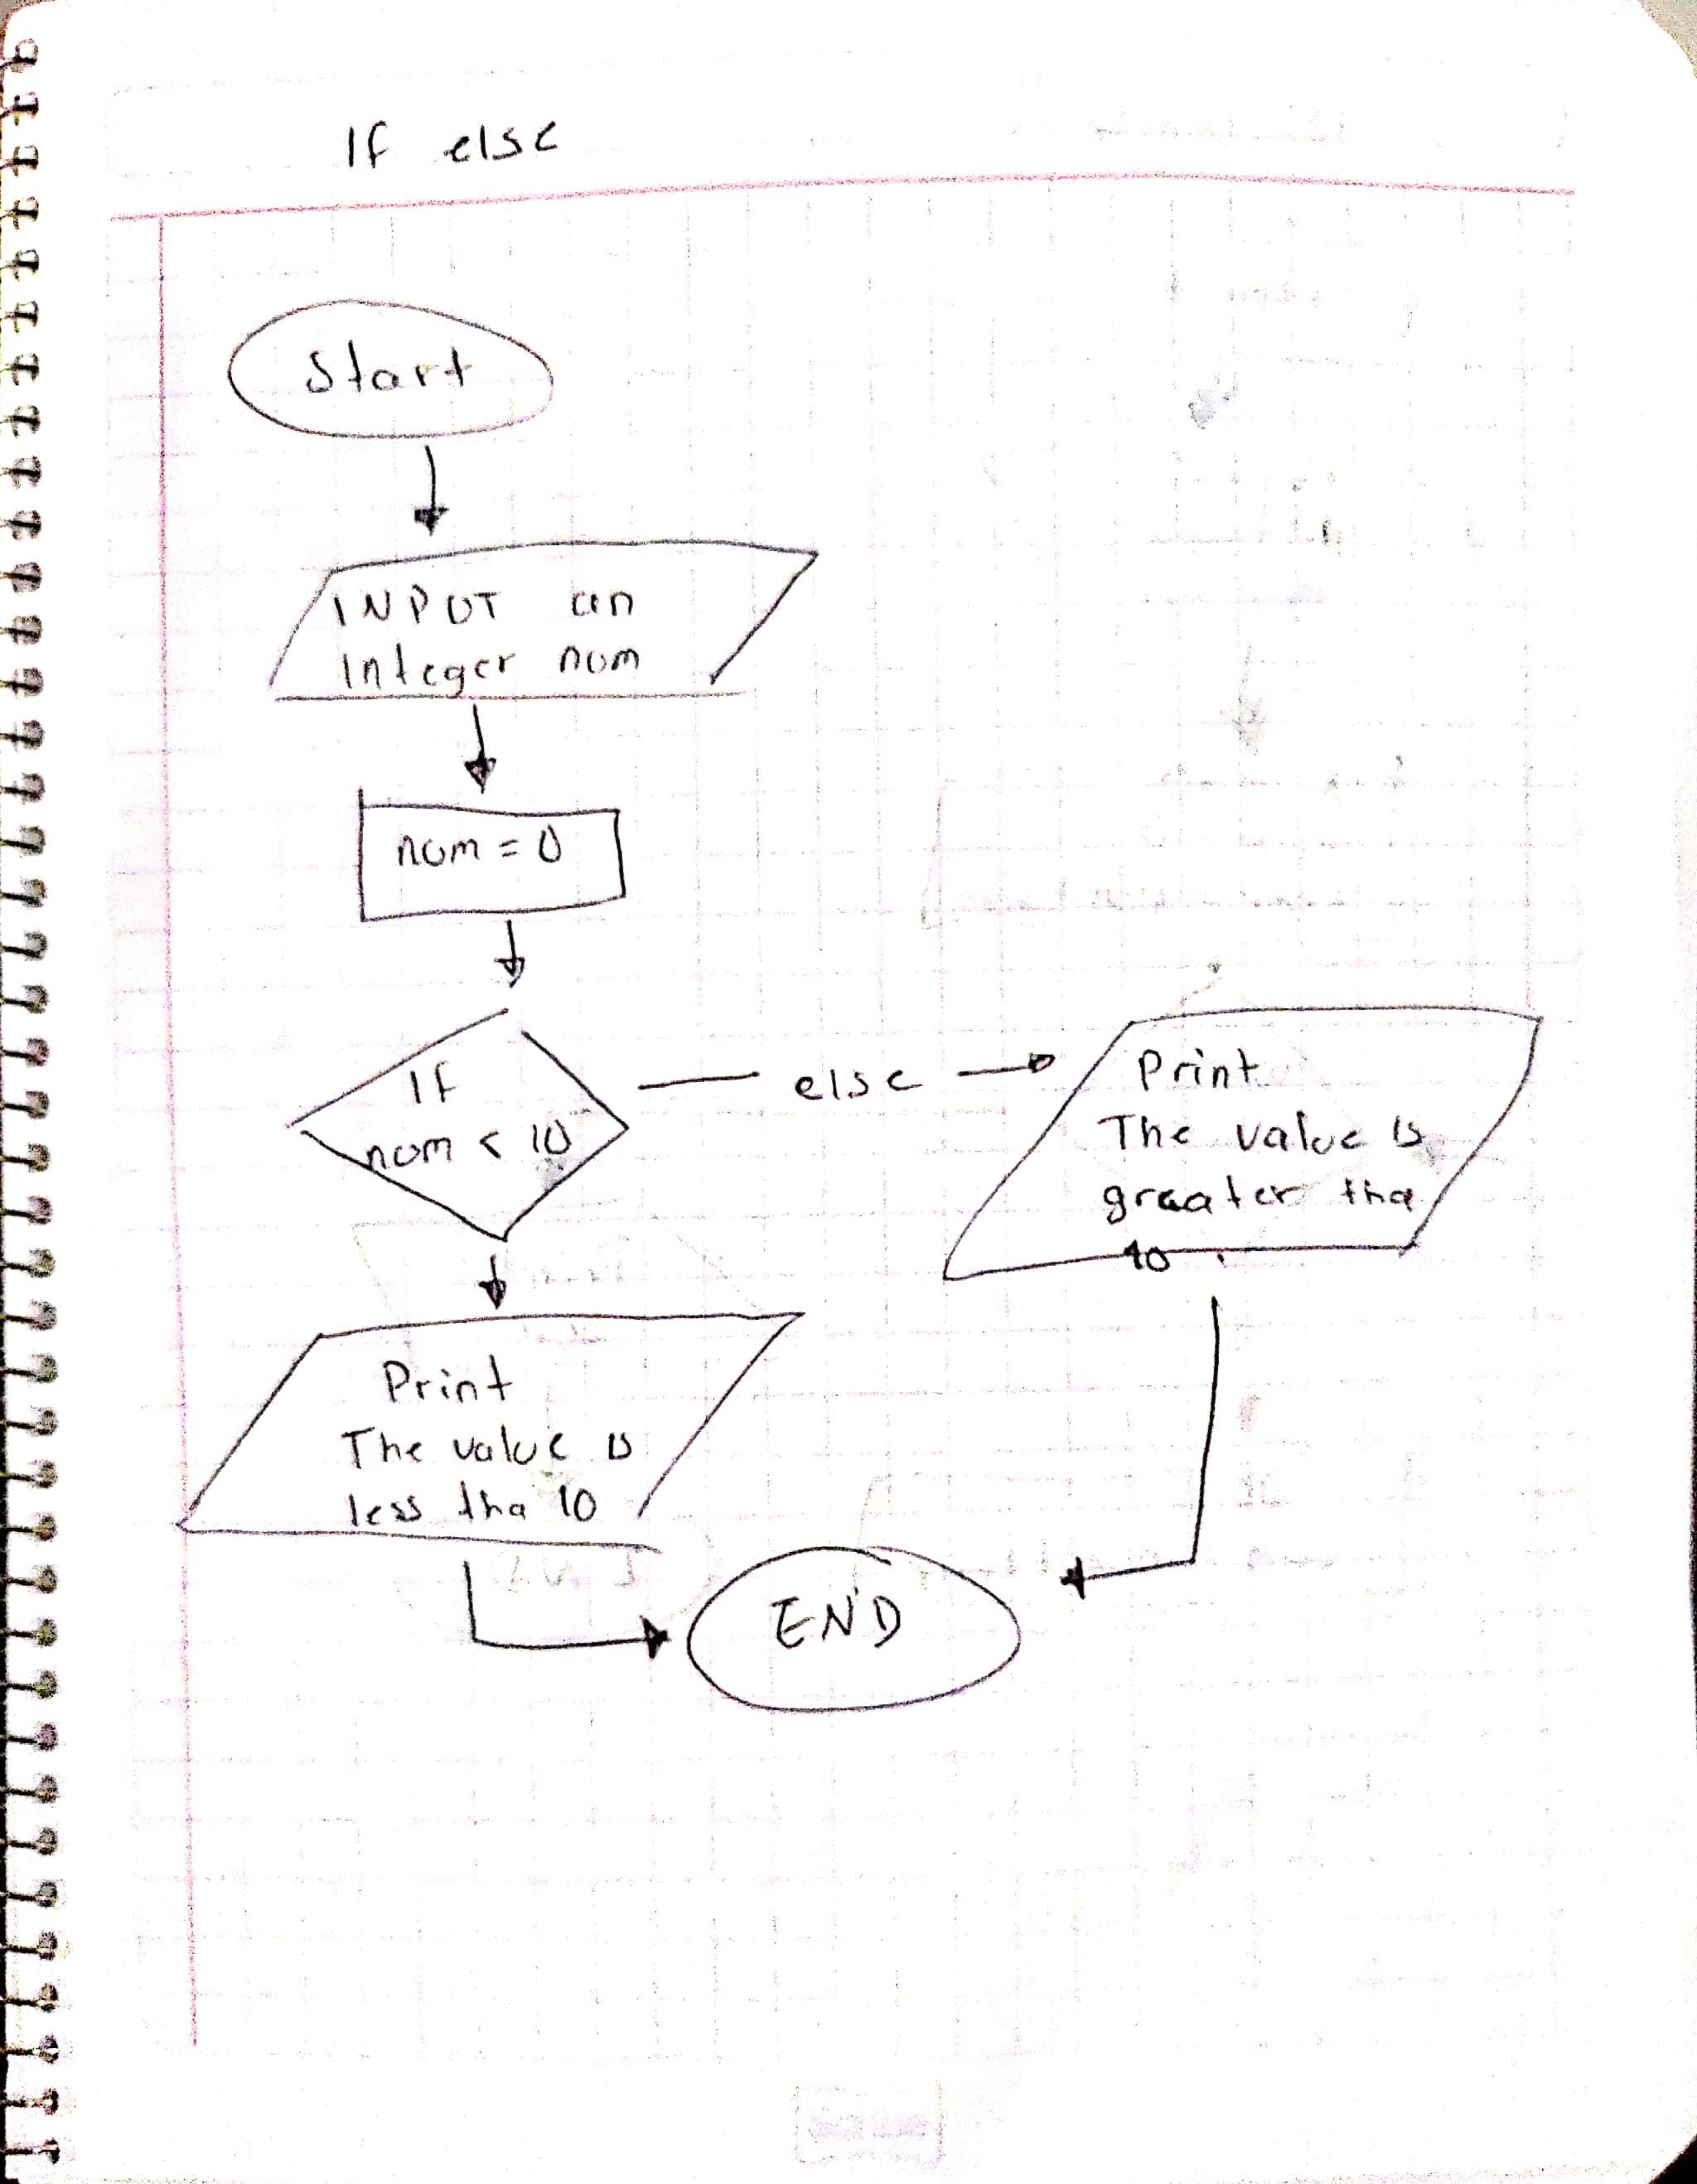 If else
Start
INPUT an
Integer num
num = 0
If
num < 10
else
Print
The value is
greater tha
10
Print
The value is
less tha 10
END